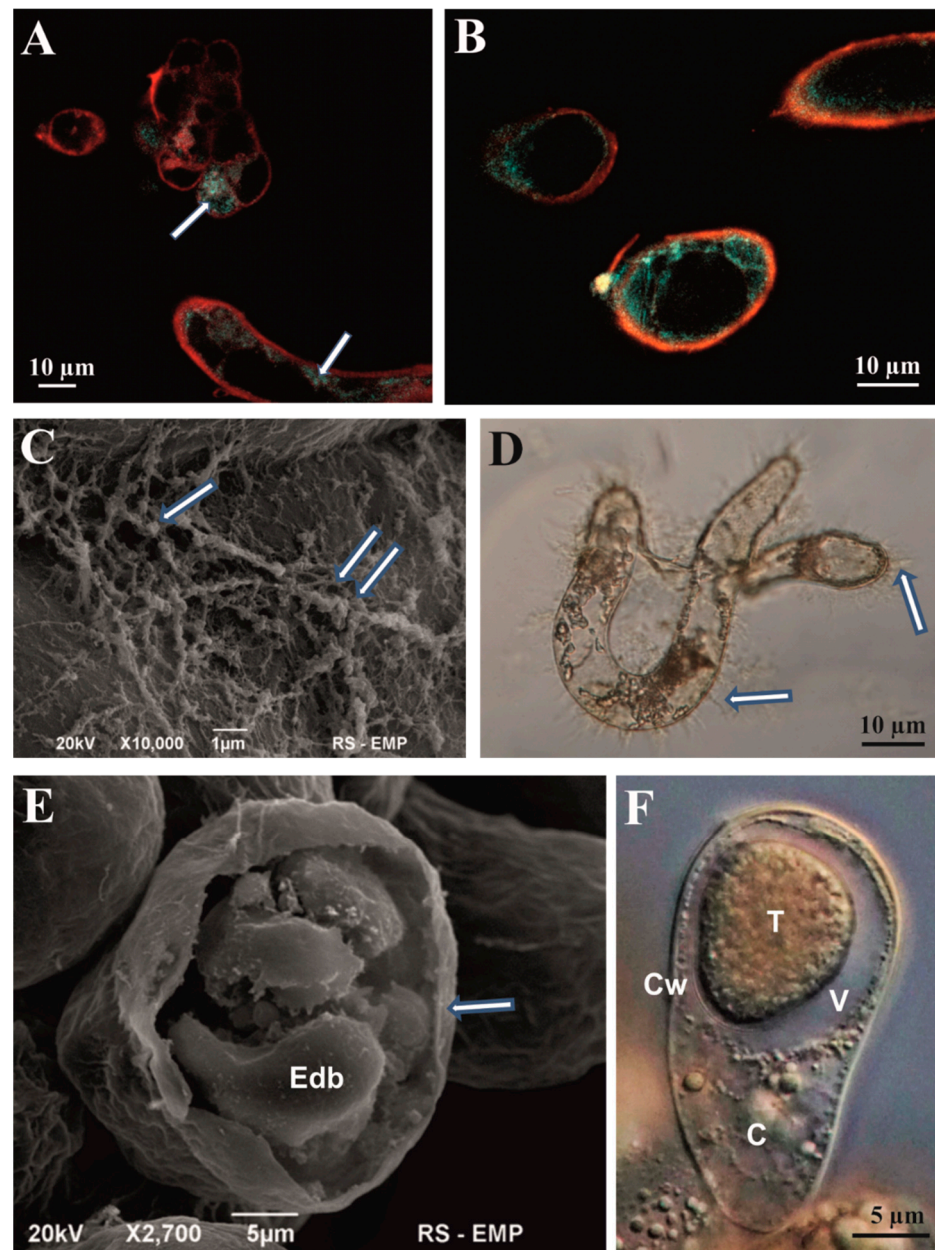 A
B
10 μm
10 μm
C
D
20kV X10,000 1μm RS - EMP
10 μm
E
F
T
Cw
V
Edb
C
20kV X2,700 5μm RS - EMP
5 μm